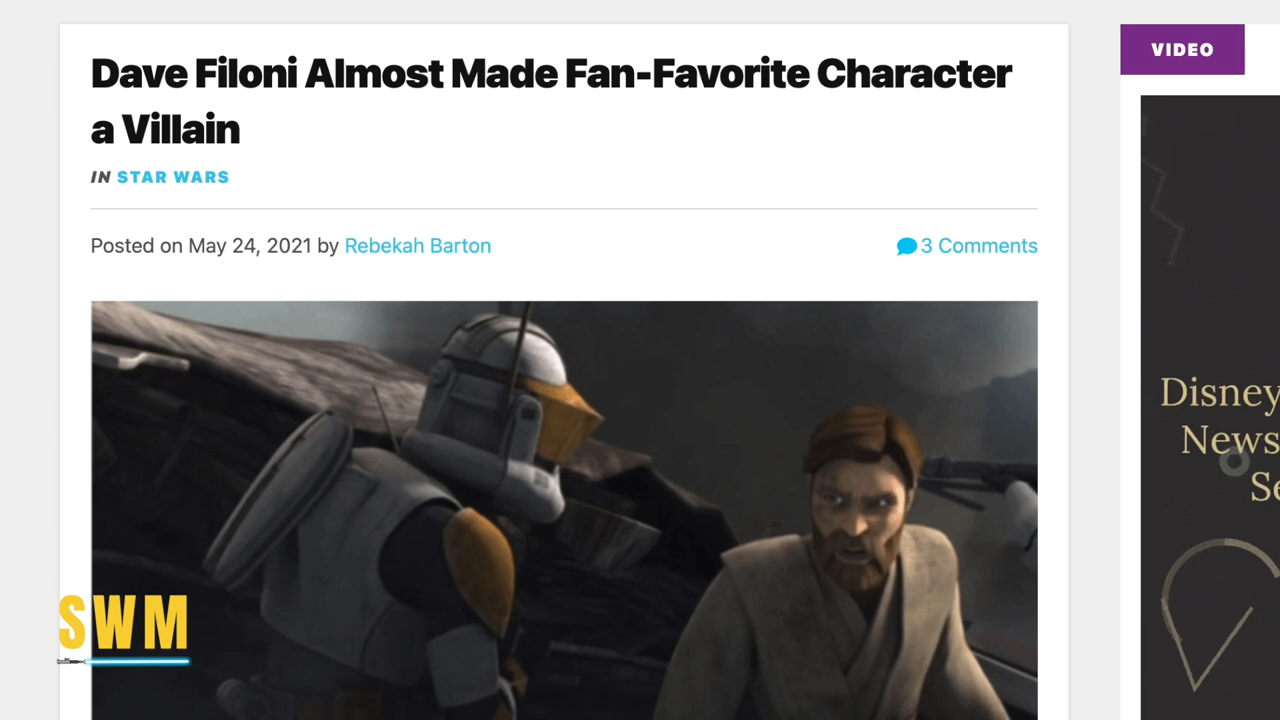 Dave Filoni Almost Made Fan-Favorite Character
a Villain
IN STAR WARS
Posted on May 24, 2021 by Rebekah Barton
3 Comments
VIDEO
Disney
News
Se
SWM